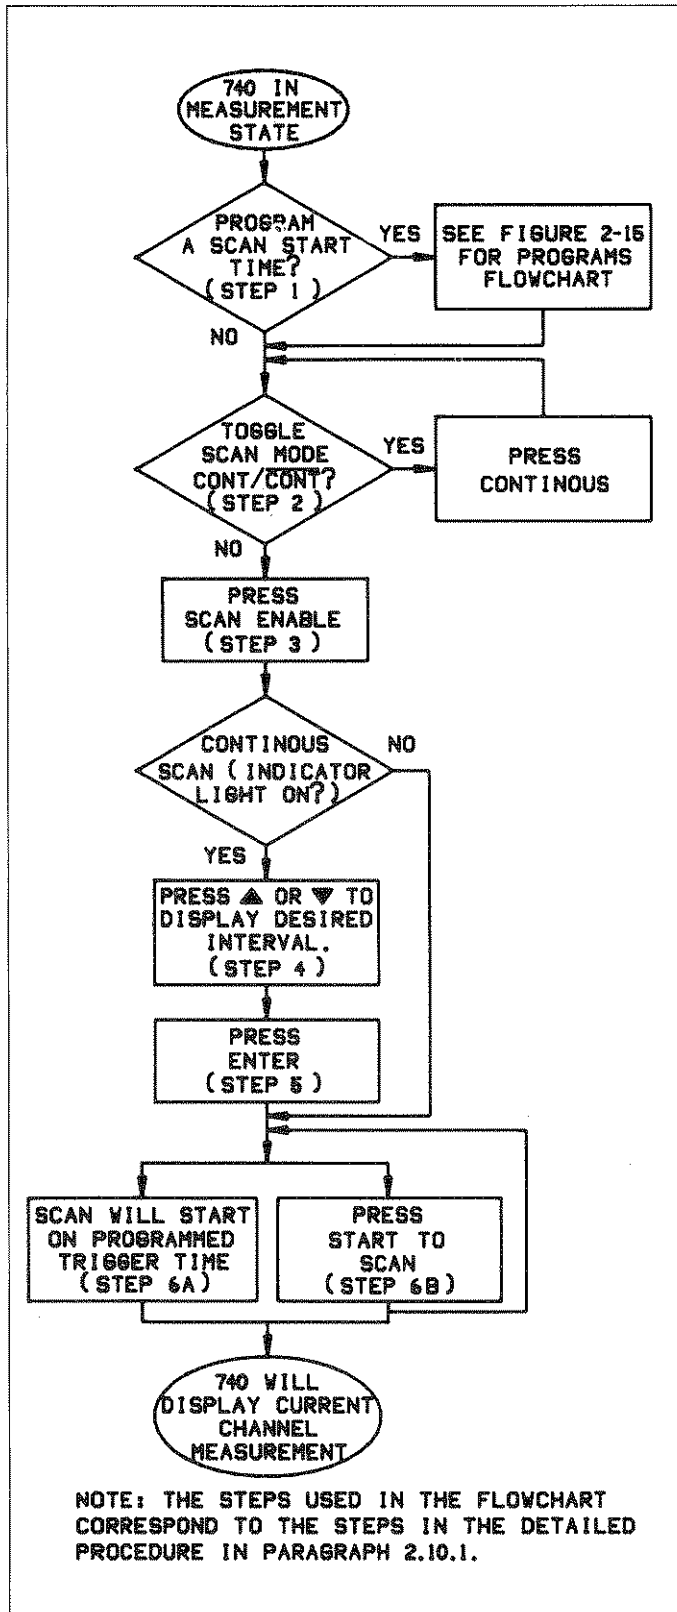 740 IN
MEASUREMENT
STATE
PROGRAM
A SCAN START
TIME?
(STEP 1)
YES
SEE FIGURE 2-15
FOR PROGRAMS
FLOWCHART
NO
TOGGLE
SCAN MODE
CONT/C̅O̅N̅T̅?
(STEP 2)
YES
PRESS
CONTINOUS
NO
PRESS
SCAN ENABLE
(STEP 3)
CONTINOUS
SCAN (INDICATOR
LIGHT ON?)
NO
YES
PRESS ▲ OR ▼ TO
DISPLAY DESIRED
INTERVAL.
(STEP 4)
PRESS
ENTER
(STEP 5)
SCAN WILL START
ON PROGRAMMED
TRIGGER TIME
(STEP 6A)
PRESS
START TO
SCAN
(STEP 6B)
740 WILL
DISPLAY CURRENT
CHANNEL
MEASUREMENT
NOTE: THE STEPS USED IN THE FLOWCHART
CORRESPOND TO THE STEPS IN THE DETAILED
PROCEDURE IN PARAGRAPH 2.10.1.